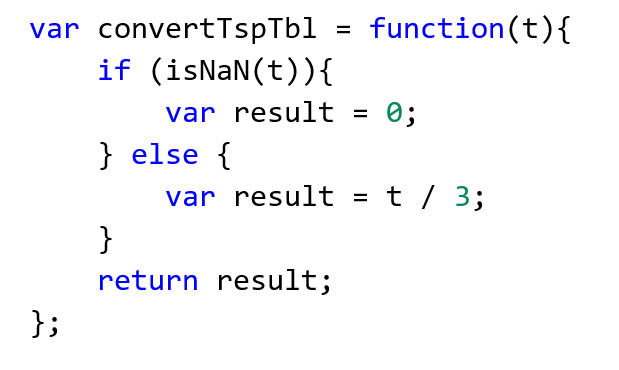 var convertTspTbl = function(t){
    if (isNaN(t)){
        var result = 0;
    } else {
        var result = t / 3;
    }
    return result;
};